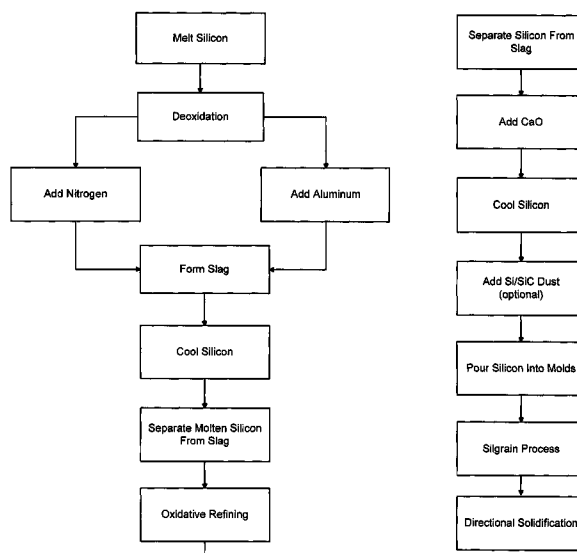 Melt Silicon
Deoxidation
Add Nitrogen
Add Aluminum
Form Slag
Cool Silicon
Separate Molten Silicon
From Slag
Oxidative Refining
Separate Silicon From
Slag
Add CaO
Cool Silicon
Add Si/SiC Dust
(optional)
Pour Silicon Into Molds
Silgrain Process
Directional Solidification